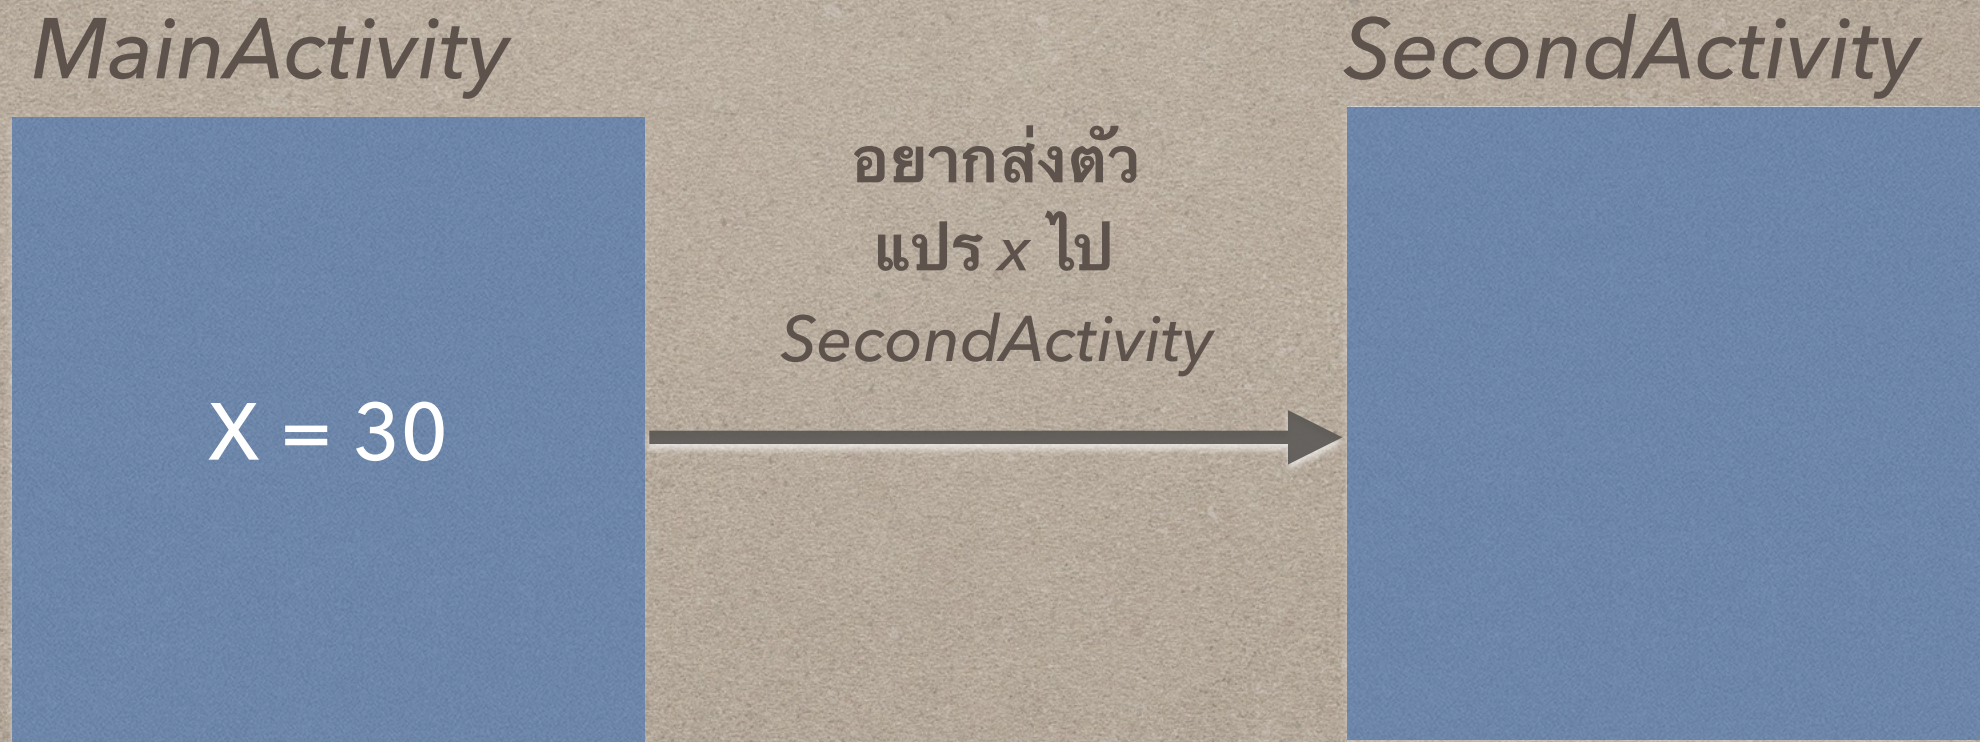 MainActivity
SecondActivity
อยากส่งตัว
แปร x ไป
SecondActivity
X = 30